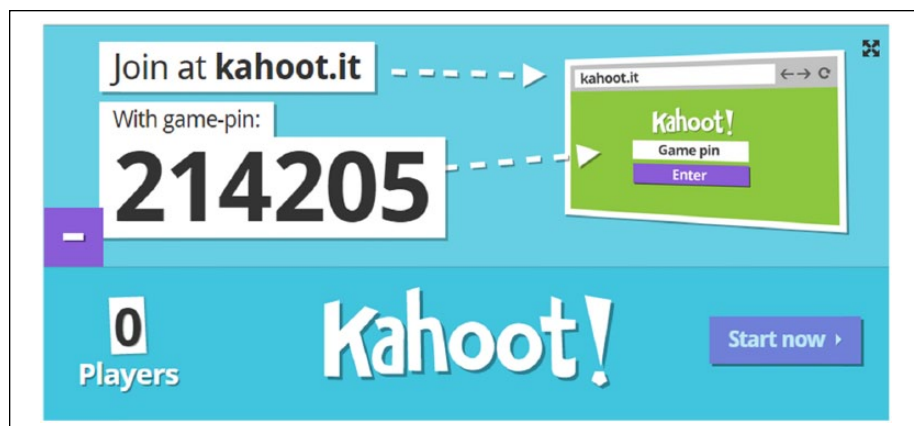 Join at kahoot.it
With game-pin:
214205
kahoot.it
Kahoot!
Game pin
Enter
0
Players
Kahoot!
Start now